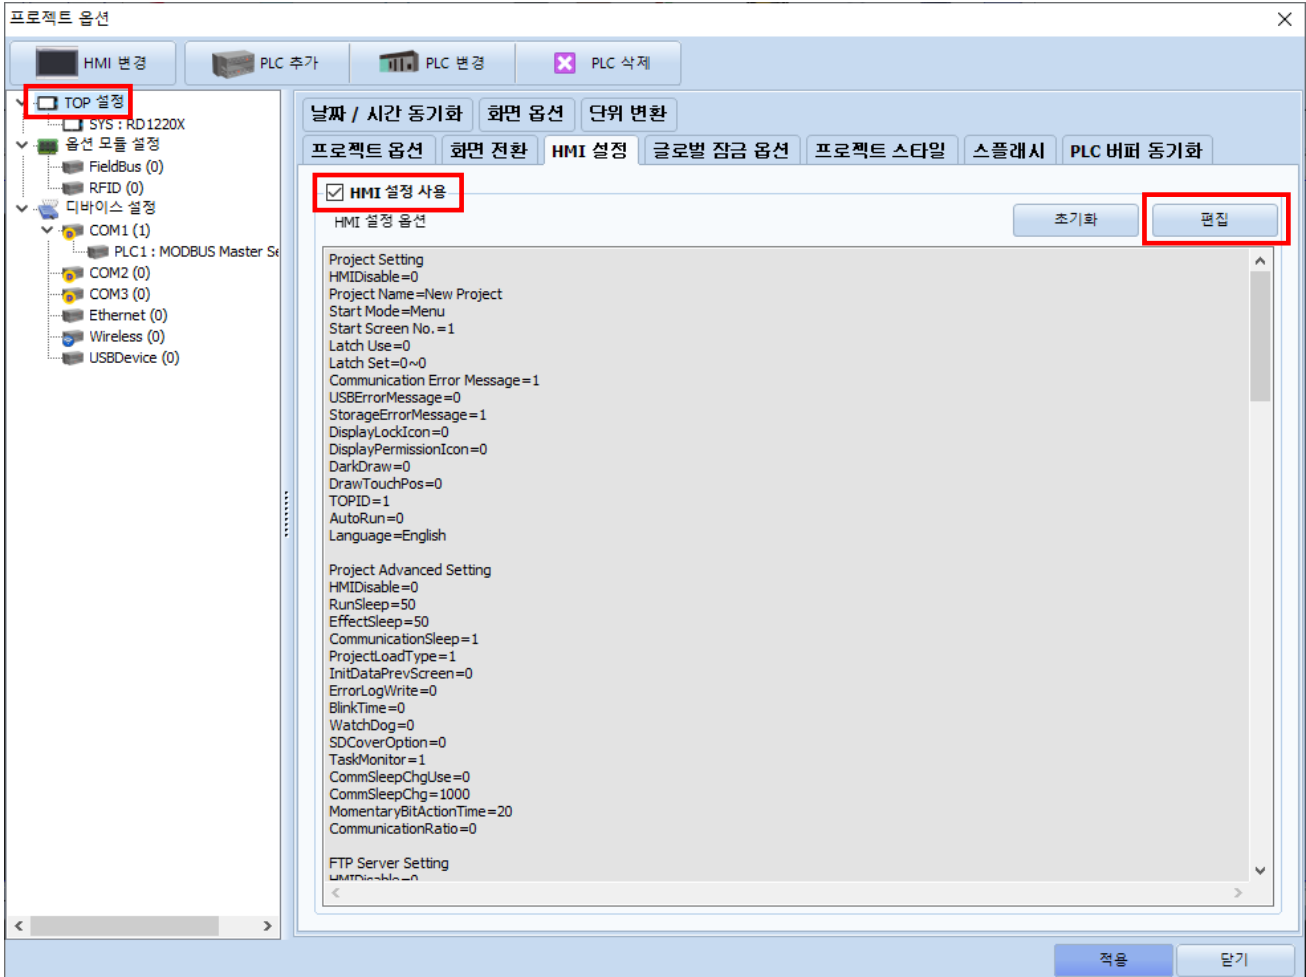 프로젝트 옵션
HMI 변경
PLC 추가
PLC 변경
PLC 삭제
TOP 설정
SYS : RD1220X
옵션 모듈 설정
FieldBus (0)
RFID (0)
디바이스 설정
COM1 (1)
PLC1 : MODBUS Master Se
COM2 (0)
COM3 (0)
Ethernet (0)
Wireless (0)
USBDevice (0)
날짜 / 시간 동기화
화면 옵션
단위 변환
프로젝트 옵션
화면 전환
HMI 설정
글로벌 잠금 옵션
프로젝트 스타일
스플래시
PLC 버퍼 동기화
HMI 설정 사용
HMI 설정 옵션
초기화
편집
Project Setting
HMIDisable=0
Project Name=New Project
Start Mode=Menu
Start Screen No.=1
Latch Use=0
Latch Set=0~0
Communication Error Message=1
USBErrorMessage=0
StorageErrorMessage=1
DisplayLockIcon=0
DisplayPermissionIcon=0
DarkDraw=0
DrawTouchPos=0
TOPID=1
AutoRun=0
Language=English
Project Advanced Setting
HMIDisable=0
RunSleep=50
EffectSleep=50
CommunicationSleep=1
ProjectLoadType=1
InitDataPrevScreen=0
ErrorLogWrite=0
BlinkTime=0
WatchDog=0
SDCoverOption=0
TaskMonitor=1
CommSleepChgUse=0
CommSleepChg=1000
MomentaryBitActionTime=20
CommunicationRatio=0
FTP Server Setting
HMIDisable=0
적용
닫기